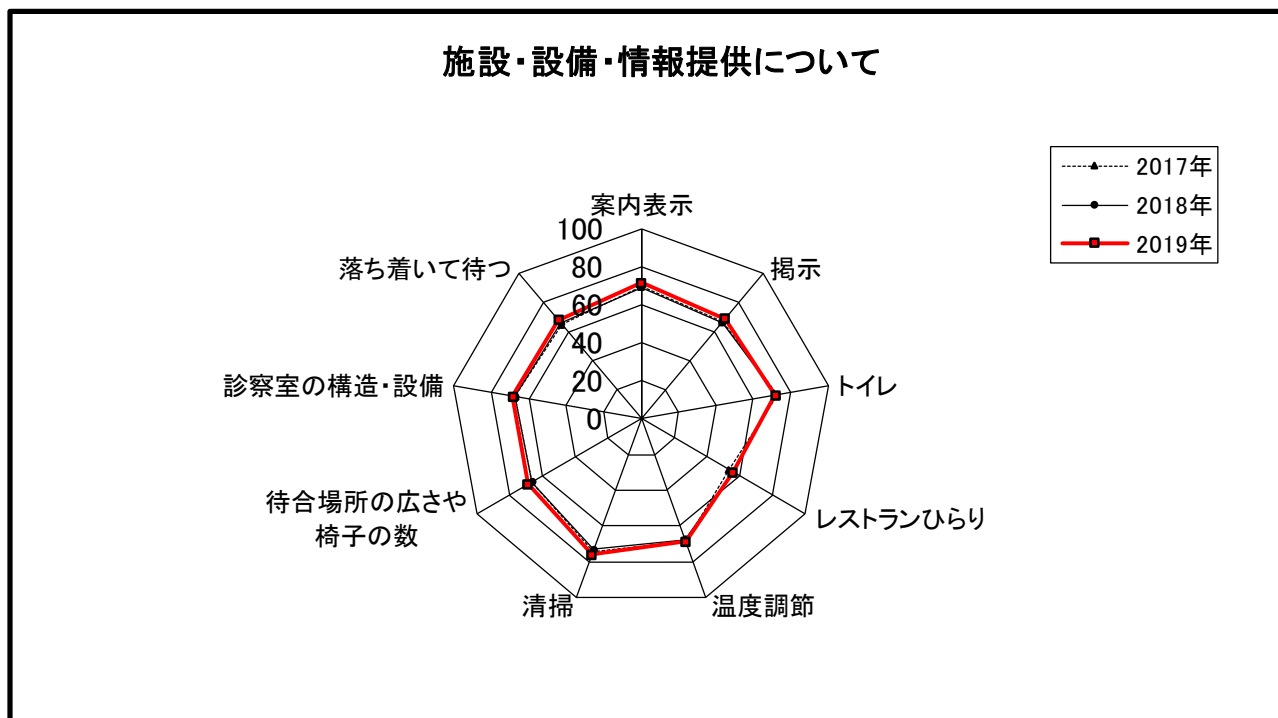 施設・設備・情報提供について
2017年
2018年
2019年
案内表示
掲示
トイレ
レストランひらり
温度調節
清掃
待合場所の広さや
椅子の数
診察室の構造・設備
落ち着いて待つ
100
80
60
40
20
0